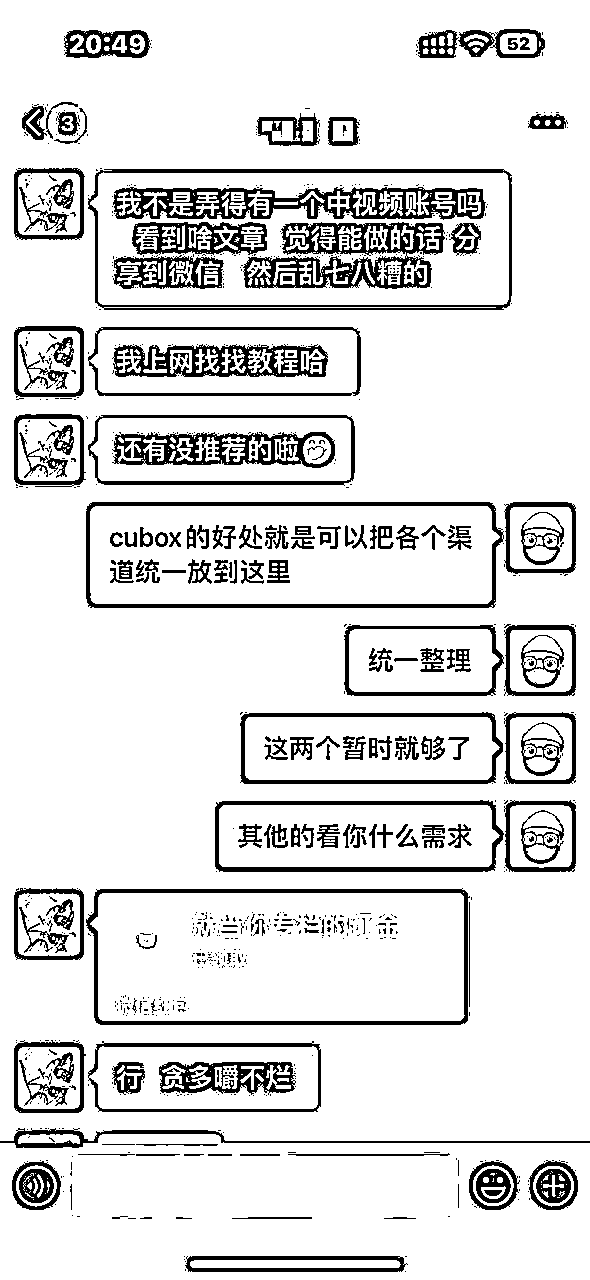 20:49
52
3
我不是弄得有一个中视频账号吗
看到啥文章 觉得能做的话 分
享到微信 然后乱七八糟的
我上网找找教程哈
还有没推荐的啦
cubox的好处就是可以把各个渠
道统一放到这里
统一整理
这两个暂时就够了
其他的看你什么需求
就当你专栏的订金
已领取
微信红包
行 贪多嚼不烂